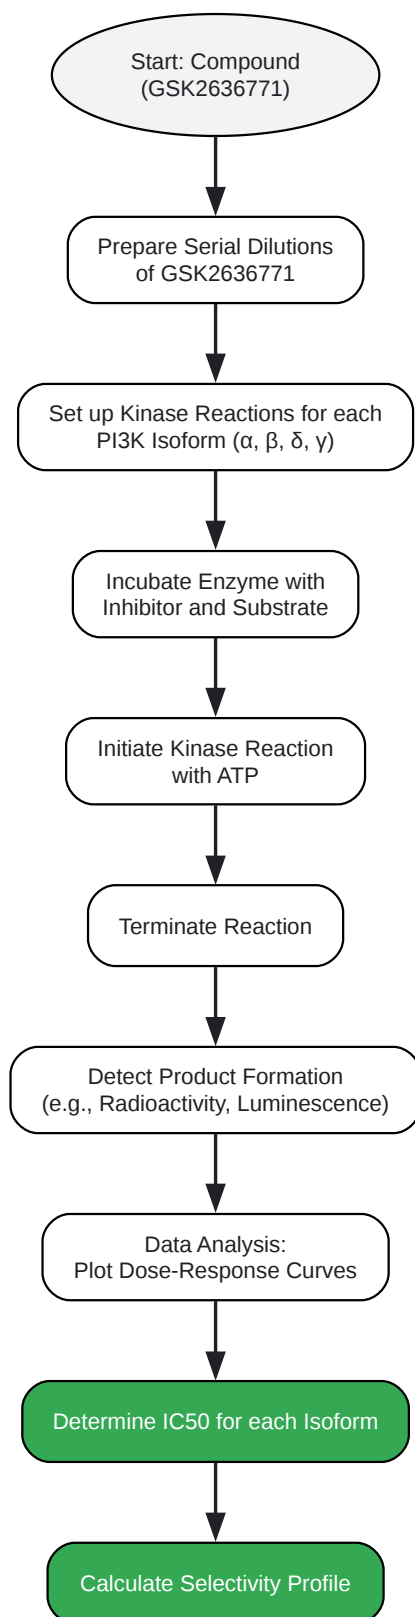 Start: Compound
(GSK2636771)
Prepare Serial Dilutions
of GSK2636771
Set up Kinase Reactions for each
PI3K Isoform (α, β, δ, γ)
Incubate Enzyme with
Inhibitor and Substrate
Initiate Kinase Reaction
with ATP
Terminate Reaction
Detect Product Formation
(e.g., Radioactivity, Luminescence)
Data Analysis:
Plot Dose-Response Curves
Determine IC50 for each Isoform
Calculate Selectivity Profile